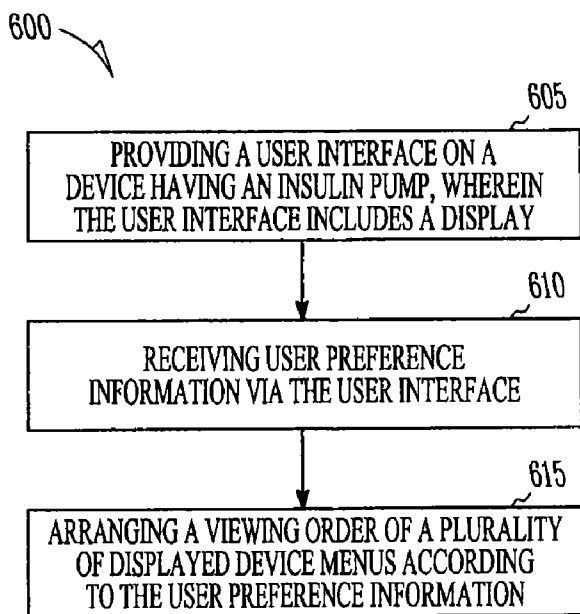 600
605
PROVIDING A USER INTERFACE ON A
DEVICE HAVING AN INSULIN PUMP, WHEREIN
THE USER INTERFACE INCLUDES A DISPLAY
610
RECEIVING USER PREFERENCE
INFORMATION VIA THE USER INTERFACE
615
ARRANGING A VIEWING ORDER OF A PLURALITY
OF DISPLAYED DEVICE MENUS ACCORDING
TO THE USER PREFERENCE INFORMATION